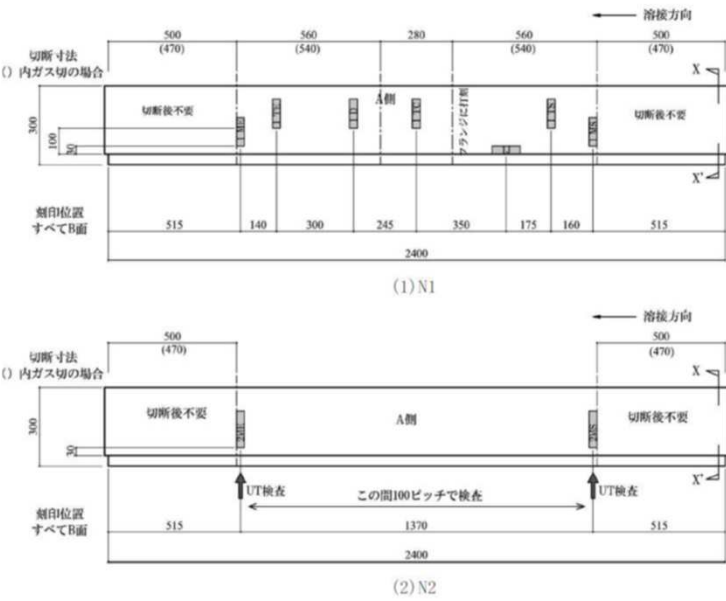 溶接方向
500
560
280
560
500
(470)
(540)
(540)
(470)
切断寸法
() 内ガス切の場合
X
A側
切断後不要
切断後不要
フランジに打刻
300
100
30
X'
刻印位置
すべてB面
515
140
300
245
350
175
160
515
2400
(1)N1
溶接方向
500
500
(470)
(470)
切断寸法
() 内ガス切の場合
X
切断後不要
A側
切断後不要
300
30
X'
UT検査
この間100ピッチで検査
UT検査
刻印位置
すべてB面
515
1370
515
2400
(2)N2